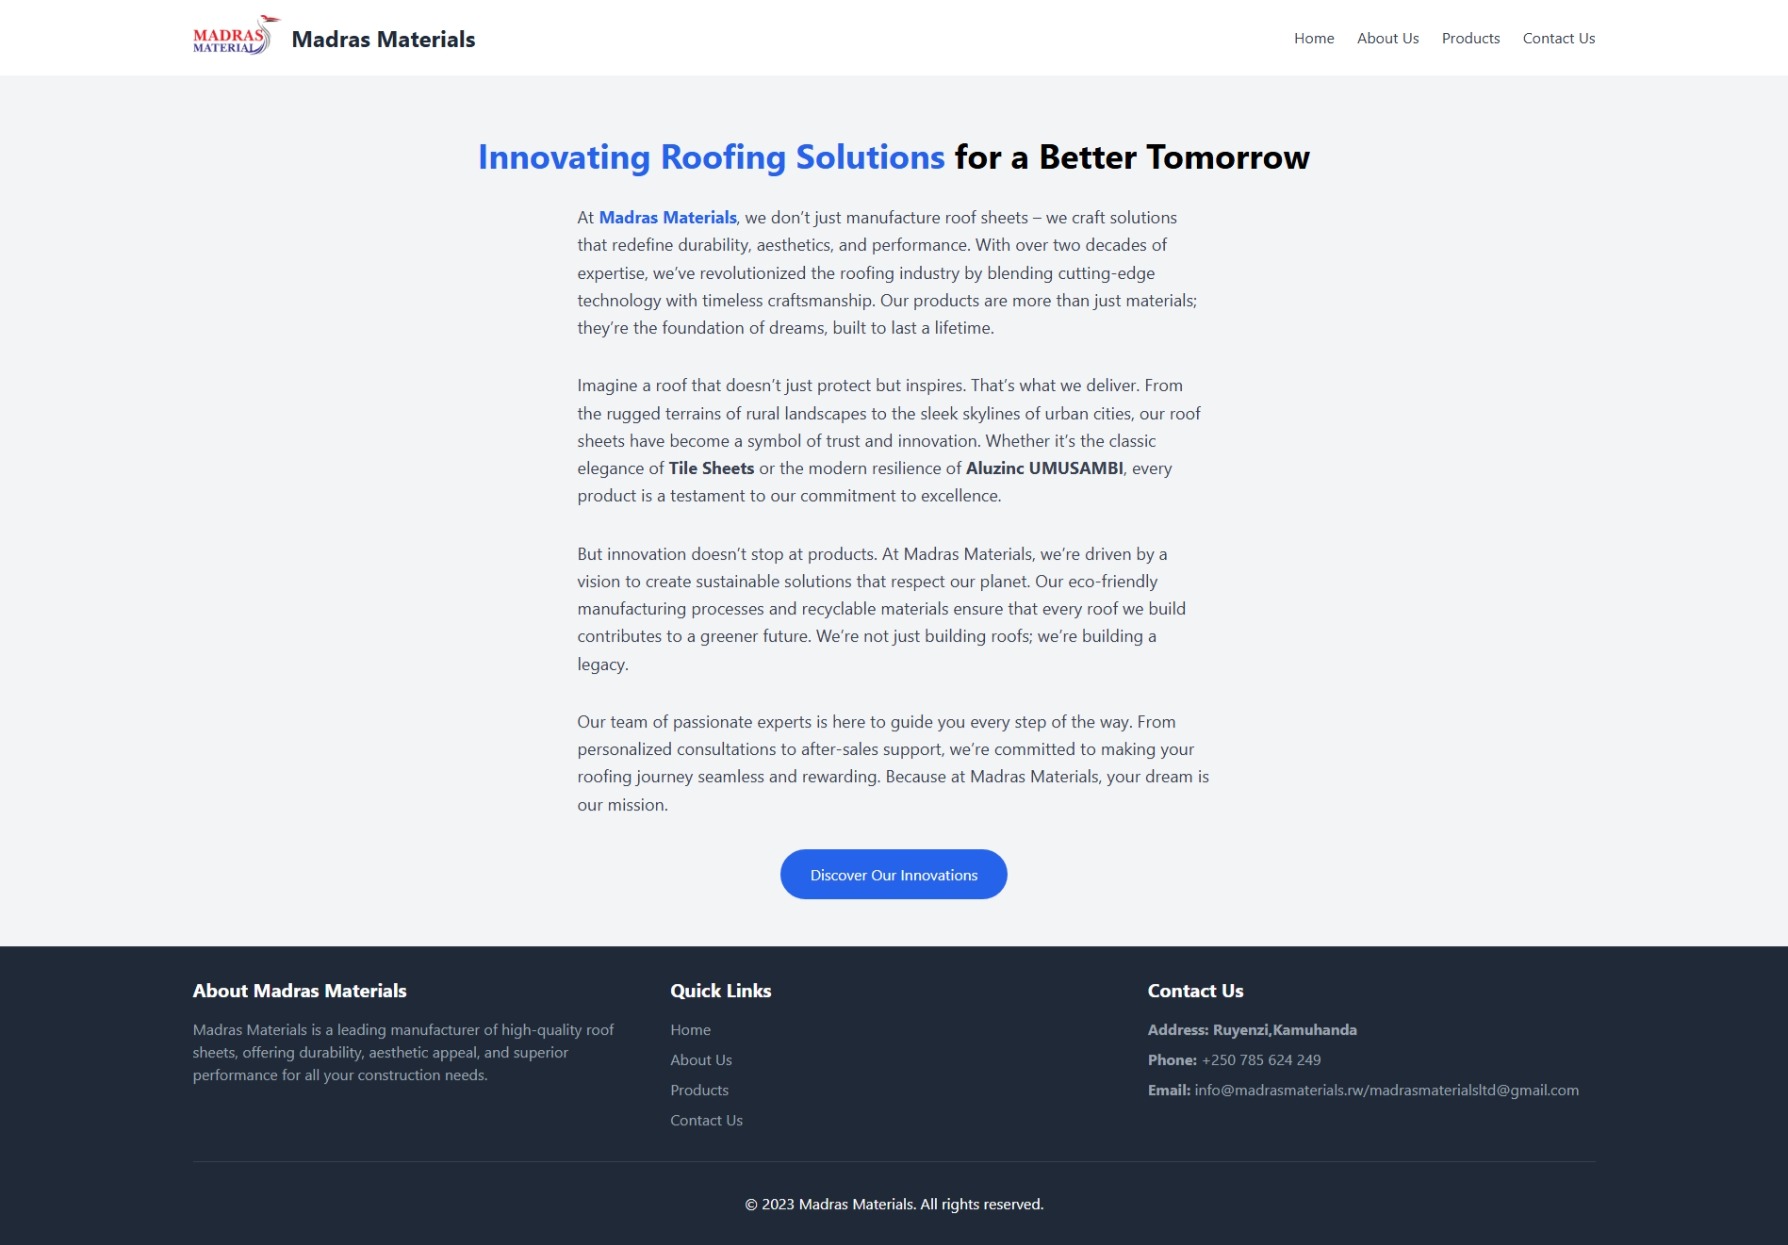 MADRAS
MATERIAL
Madras Materials
Home
About Us
Products
Contact Us
Innovating Roofing Solutions for a Better Tomorrow
At Madras Materials, we don’t just manufacture roof sheets – we craft solutions
that redefine durability, aesthetics, and performance. With over two decades of
expertise, we’ve revolutionized the roofing industry by blending cutting-edge
technology with timeless craftsmanship. Our products are more than just materials;
they’re the foundation of dreams, built to last a lifetime.
Imagine a roof that doesn’t just protect but inspires. That’s what we deliver. From
the rugged terrains of rural landscapes to the sleek skylines of urban cities, our roof
sheets have become a symbol of trust and innovation. Whether it’s the classic
elegance of Tile Sheets or the modern resilience of Aluzinc UMUSAMBI, every
product is a testament to our commitment to excellence.
But innovation doesn’t stop at products. At Madras Materials, we’re driven by a
vision to create sustainable solutions that respect our planet. Our eco-friendly
manufacturing processes and recyclable materials ensure that every roof we build
contributes to a greener future. We’re not just building roofs; we’re building a
legacy.
Our team of passionate experts is here to guide you every step of the way. From
personalized consultations to after-sales support, we’re committed to making your
roofing journey seamless and rewarding. Because at Madras Materials, your dream is
our mission.
Discover Our Innovations
About Madras Materials
Madras Materials is a leading manufacturer of high-quality roof
sheets, offering durability, aesthetic appeal, and superior
performance for all your construction needs.
Quick Links
Home
About Us
Products
Contact Us
Contact Us
Address: Ruyenzi,Kamuhanda
Phone: +250 785 624 249
Email: info@madrasmaterials.rw/madrasmaterialsltd@gmail.com
© 2023 Madras Materials. All rights reserved.